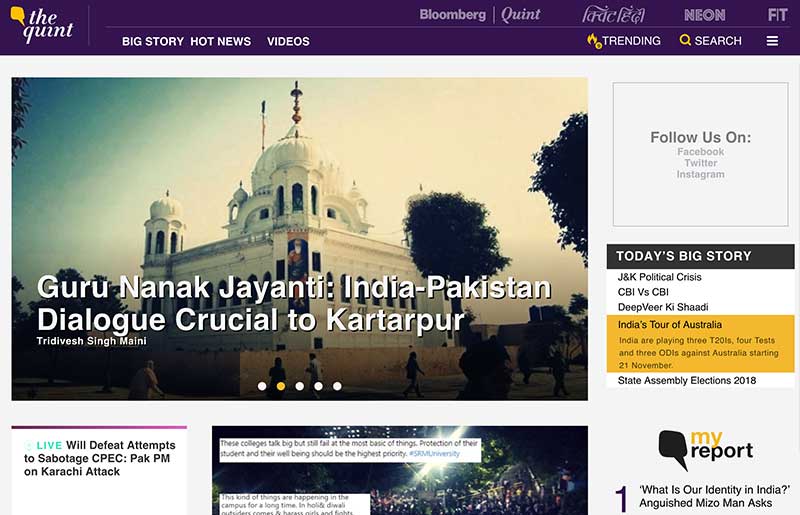 the quint
Bloomberg | Quint
क्विंट हिंदी
NEON
FIT
BIG STORY HOT NEWS VIDEOS
TRENDING
SEARCH
Guru Nanak Jayanti: India-Pakistan
Dialogue Crucial to Kartarpur
Tridivesh Singh Maini
Follow Us On:
Facebook
Twitter
Instagram
TODAY'S BIG STORY
J&K Political Crisis
CBI Vs CBI
DeepVeer Ki Shaadi
India's Tour of Australia
India are playing three T20Is, four Tests
and three ODIs against Australia starting
21 November.
State Assembly Elections 2018
LIVE Will Defeat Attempts
to Sabotage CPEC: Pak PM
on Karachi Attack
These colleges talk big but still fail at the most basic of things. Protection of their
student and their well being should be the highest priority. #SRMUniversity
This kind of things are happening in the
campus for a long time. In holi& diwali
outsiders comes & harass girls and fights
my
report
1 'What Is Our Identity in India?'
Anguished Mizo Man Asks